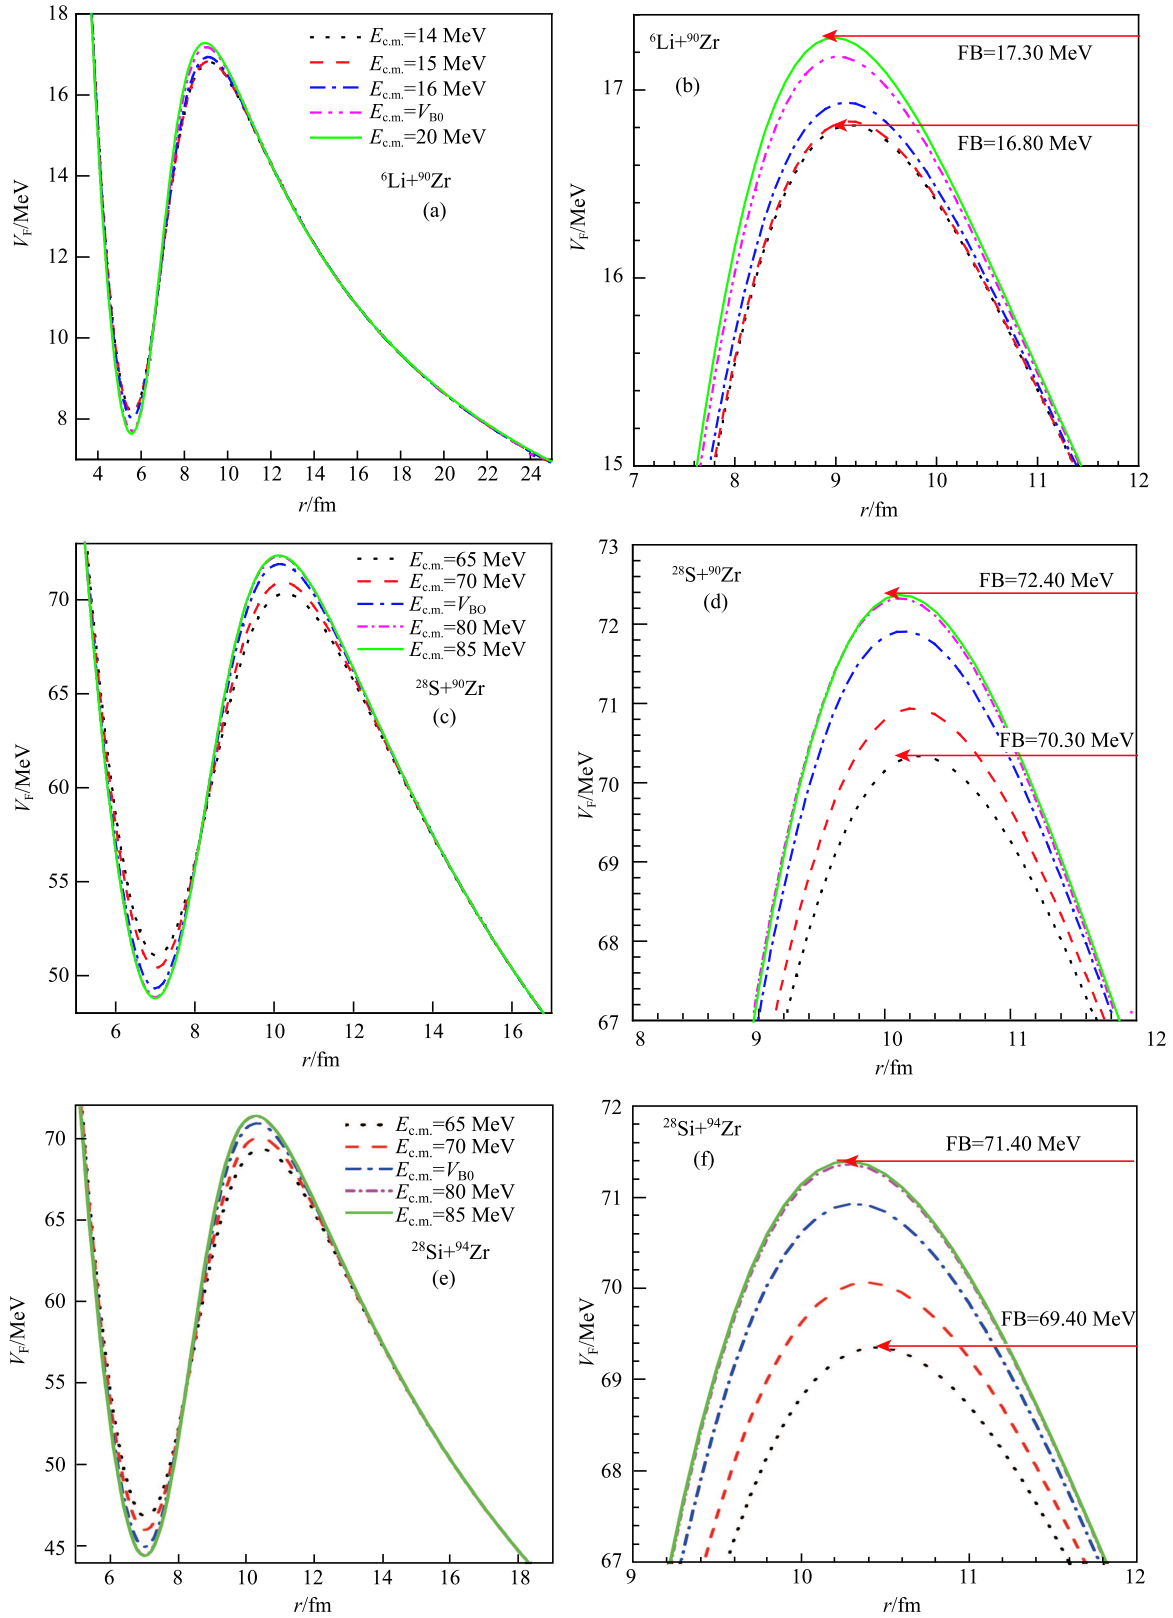 18
16
14
12
10
8
V_F/MeV
4 6 8 10 12 14 16 18 20 22 24
r/fm
E_c.m.=14 MeV
E_c.m.=15 MeV
E_c.m.=16 MeV
E_c.m.=V_B0
E_c.m.=20 MeV
⁶Li+⁹⁰Zr
(a)
17
16
15
V_F/MeV
7 8 9 10 11 12
r/fm
⁶Li+⁹⁰Zr
(b)
FB=17.30 MeV
FB=16.80 MeV
70
65
60
55
50
V_F/MeV
6 8 10 12 14 16
r/fm
E_c.m.=65 MeV
E_c.m.=70 MeV
E_c.m.=V_BO
E_c.m.=80 MeV
E_c.m.=85 MeV
²⁸S+⁹⁰Zr
(c)
73
72
71
70
69
68
67
V_F/MeV
8 9 10 11 12
r/fm
²⁸S+⁹⁰Zr
(d)
FB=72.40 MeV
FB=70.30 MeV
70
65
60
55
50
45
V_F/MeV
6 8 10 12 14 16 18
r/fm
E_c.m.=65 MeV
E_c.m.=70 MeV
E_c.m.=V_B0
E_c.m.=80 MeV
E_c.m.=85 MeV
²⁸Si+⁹⁴Zr
(e)
72
71
70
69
68
67
V_F/MeV
9 10 11 12
r/fm
²⁸Si+⁹⁴Zr
(f)
FB=71.40 MeV
FB=69.40 MeV